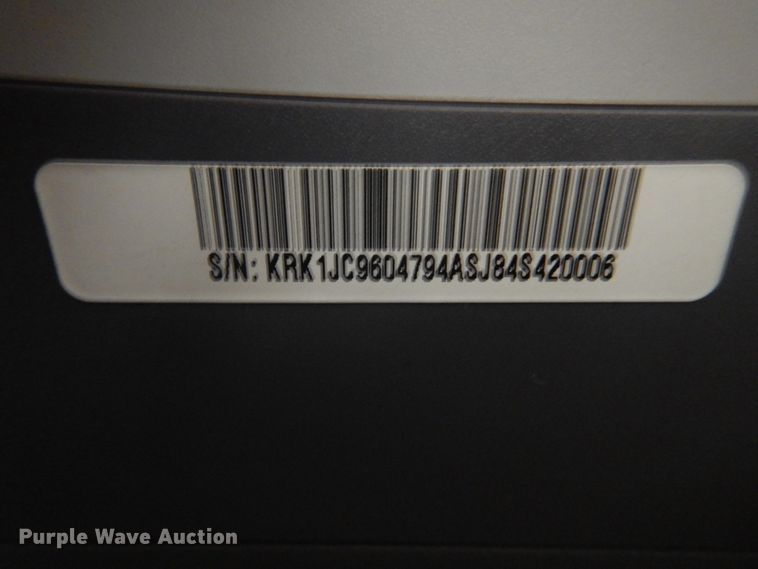 S/N: KRK1JC9604794ASJ84S420006
Purple Wave Auction